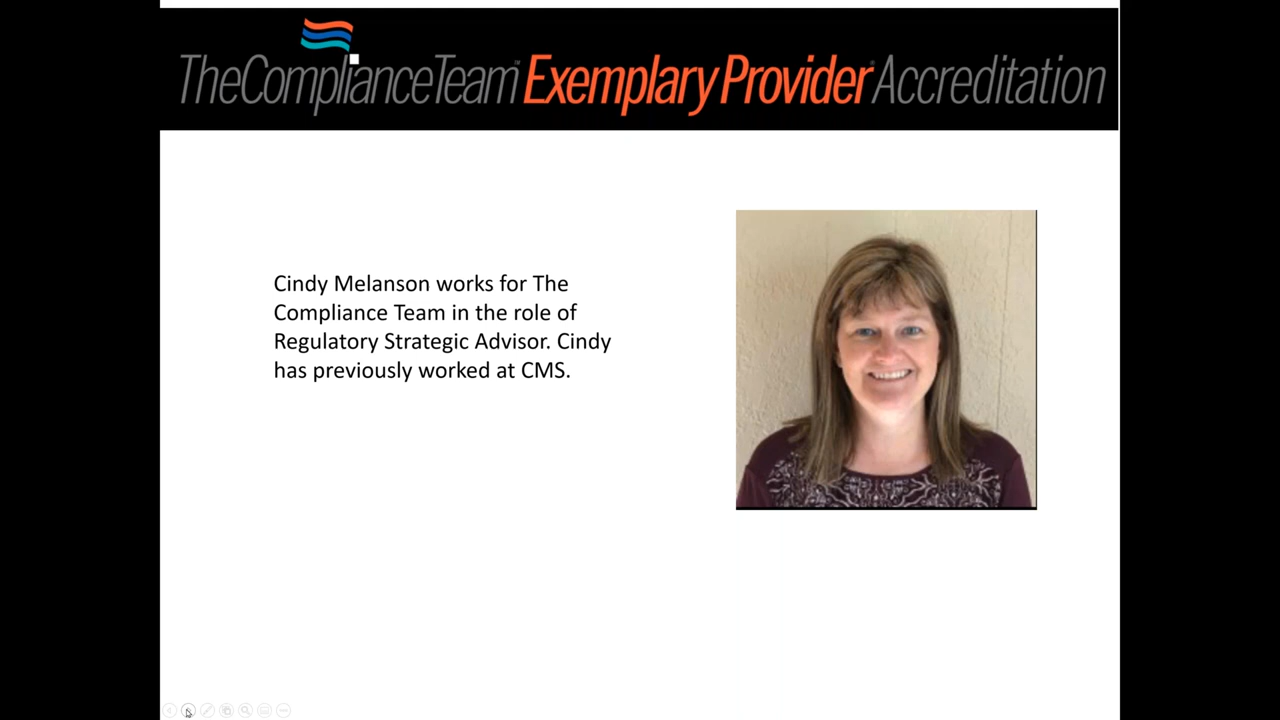 TheComplianceTeam™ Exemplary Provider® Accreditation
Cindy Melanson works for The
Compliance Team in the role of
Regulatory Strategic Advisor. Cindy
has previously worked at CMS.